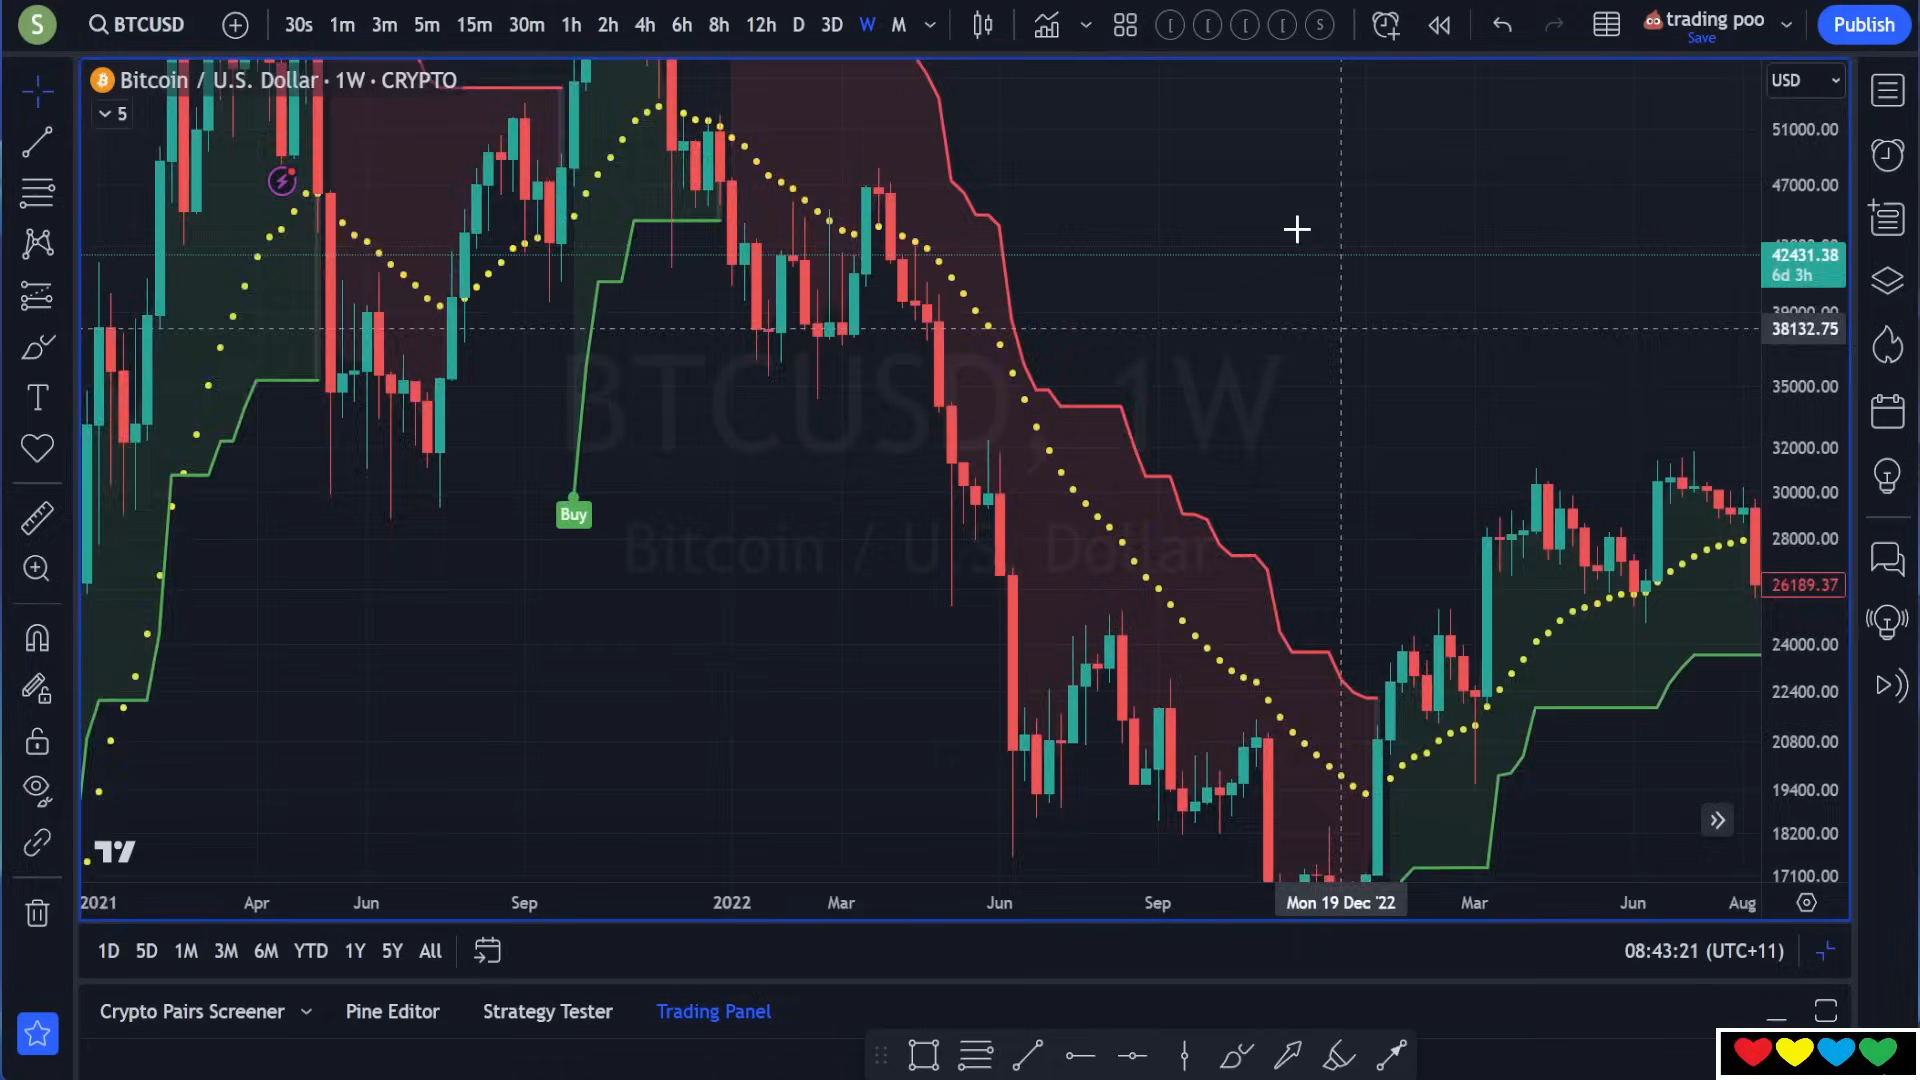 S
BTCUSD
30s 1m 3m 5m 15m 30m 1h 2h 4h 6h 8h 12h D 3D W M
[ [ [ [ S
trading poo
Save
Publish
Bitcoin / U.S. Dollar · 1W · CRYPTO
5
USD
51000.00
47000.00
42431.38
6d 3h
39000.00
38132.75
35000.00
32000.00
30000.00
28000.00
26189.37
24000.00
22400.00
20800.00
19400.00
18200.00
17100.00
BTCUSD, 1W
Bitcoin / U.S. Dollar
Buy
2021 Apr Jun Sep 2022 Mar Jun Sep Mon 19 Dec '22 Mar Jun Aug
1D 5D 1M 3M 6M YTD 1Y 5Y All
08:43:21 (UTC+11)
Crypto Pairs Screener Pine Editor Strategy Tester Trading Panel